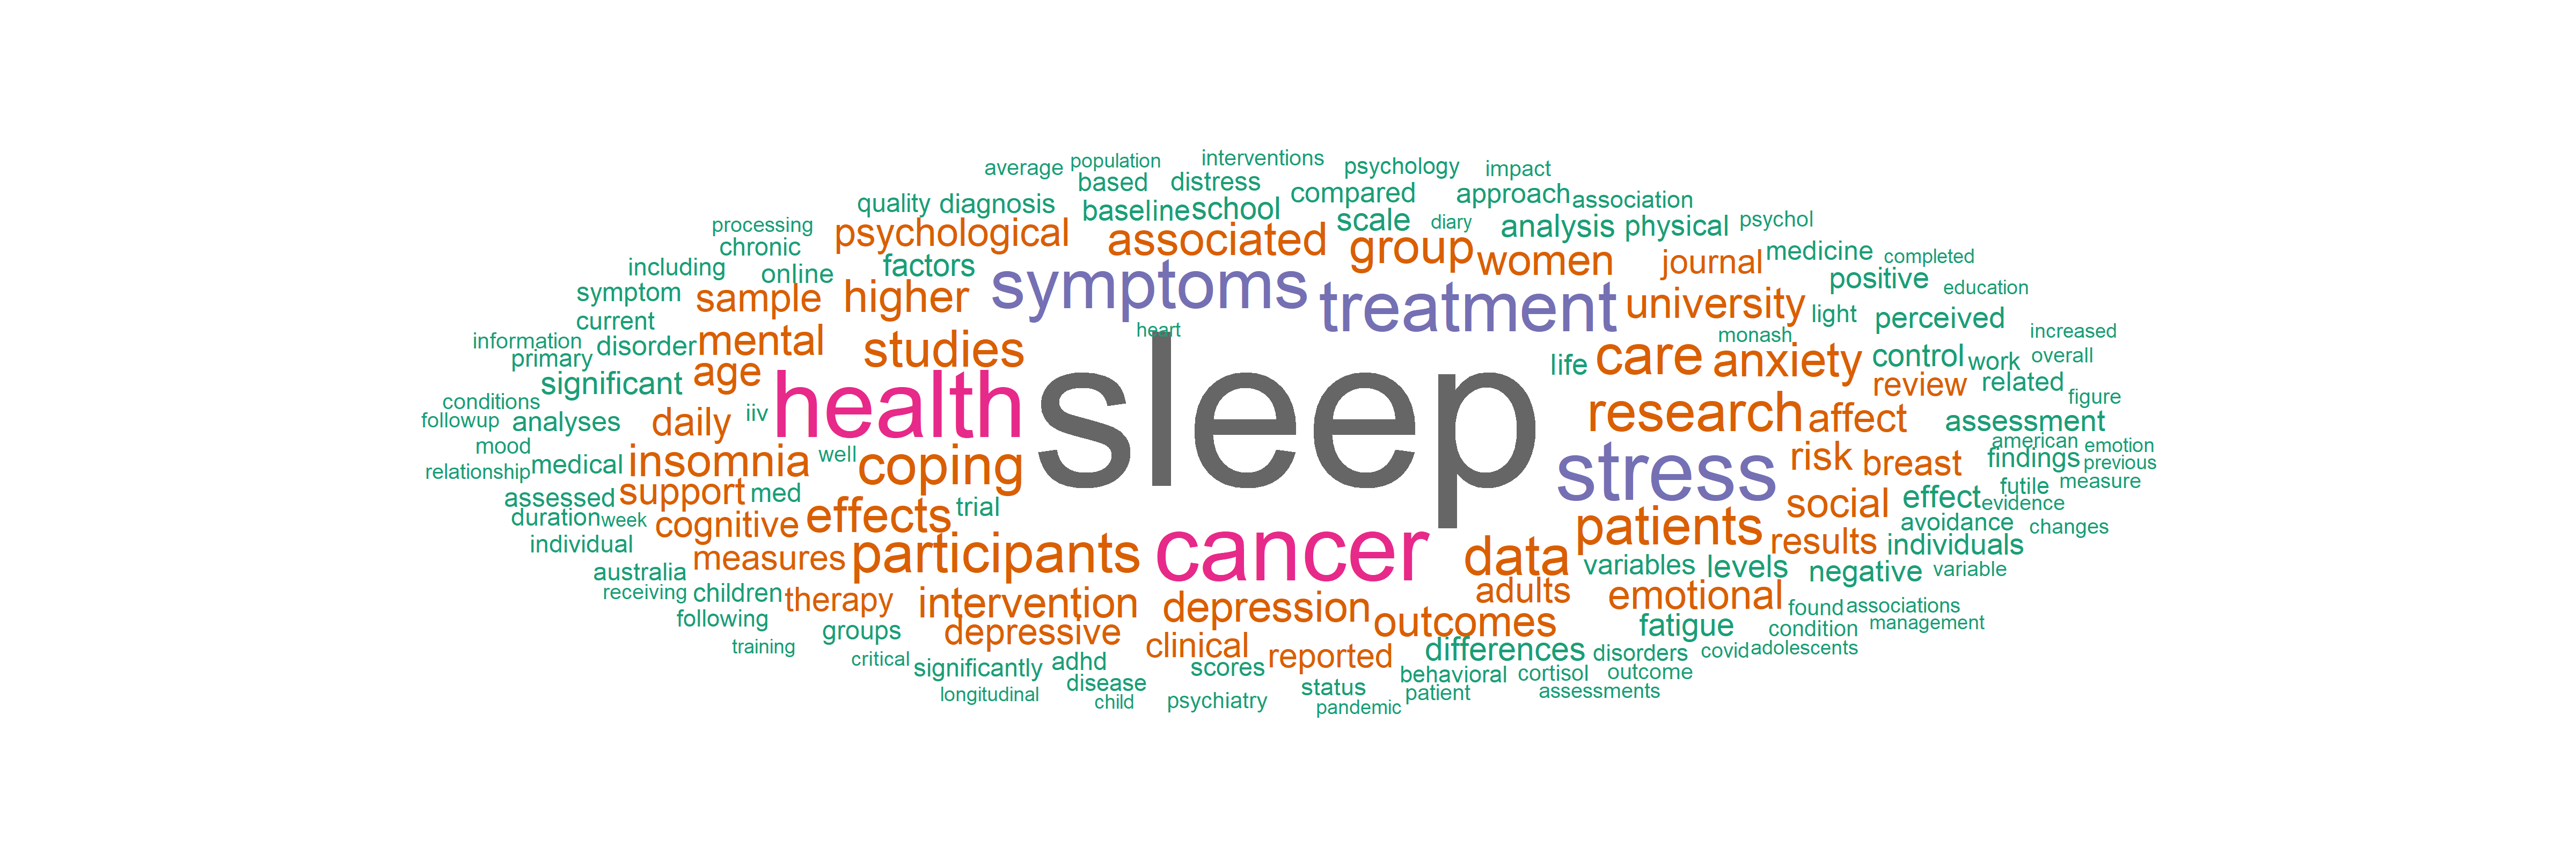 average population interventions psychology impact
based distress compared approach association
quality diagnosis baseline school scale diary analysis physical psychol
processing psychological associated group women journal medicine completed
chronic factors symptoms treatment positive education
including online higher university light perceived increased
symptom sample heart monash
current mental studies life care anxiety control work overall
information disorder age review related figure
primary significant health sleep research affect assessment
conditions daily iiv american emotion
followup analyses coping stress risk breast findings previous
mood insomnia well futile measure
relationship medical support med trial social effect evidence
assessed cognitive effects patients avoidance changes
duration week participants cancer data results individuals
individual measures variables levels negative variable
australia children therapy intervention depression adults emotional found associations
receiving depressive outcomes fatigue condition management
following groups clinical reported differences disorders covid adolescents
training critical significantly adhd scores behavioral cortisol outcome
longitudinal disease status patient assessments
child psychiatry pandemic